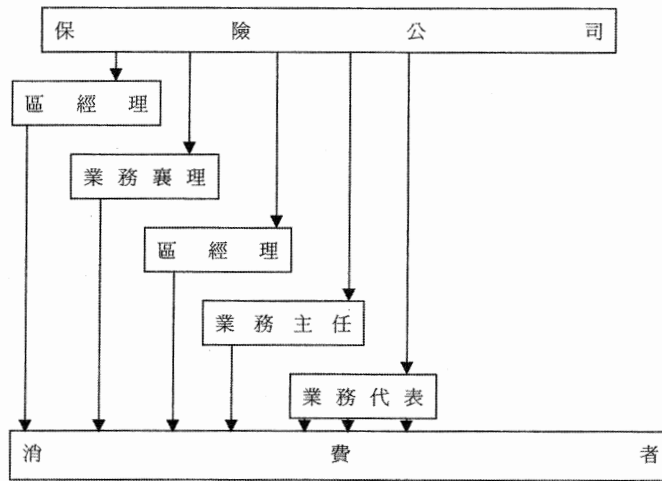 保險公司
區經理
業務襄理
區經理
業務主任
業務代表
消費者